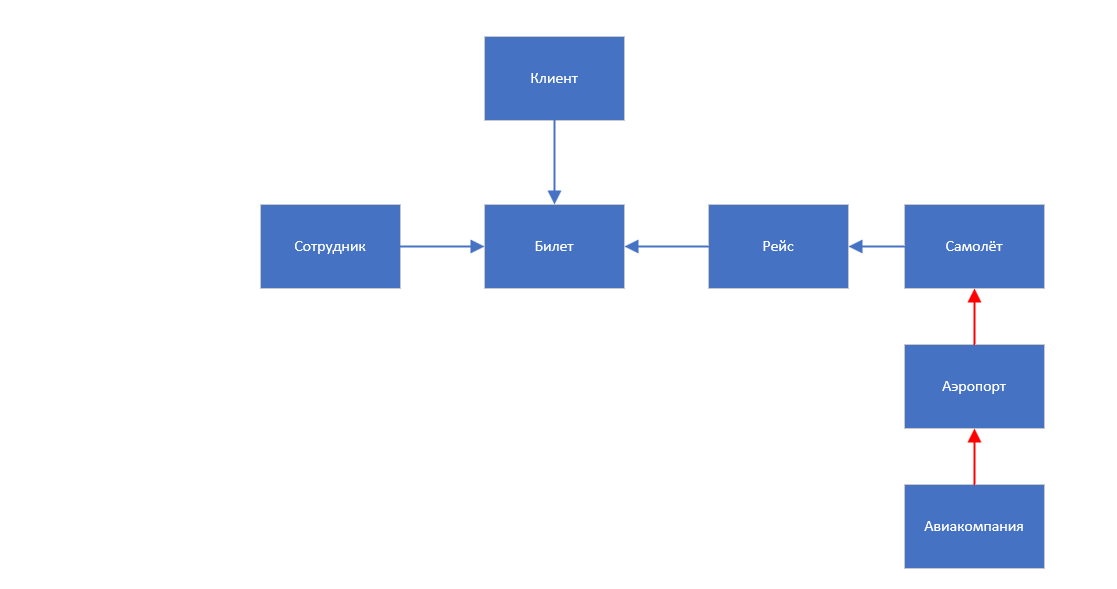 Клиент
Сотрудник
Билет
Рейс
Самолёт
Аэропорт
Авиакомпания